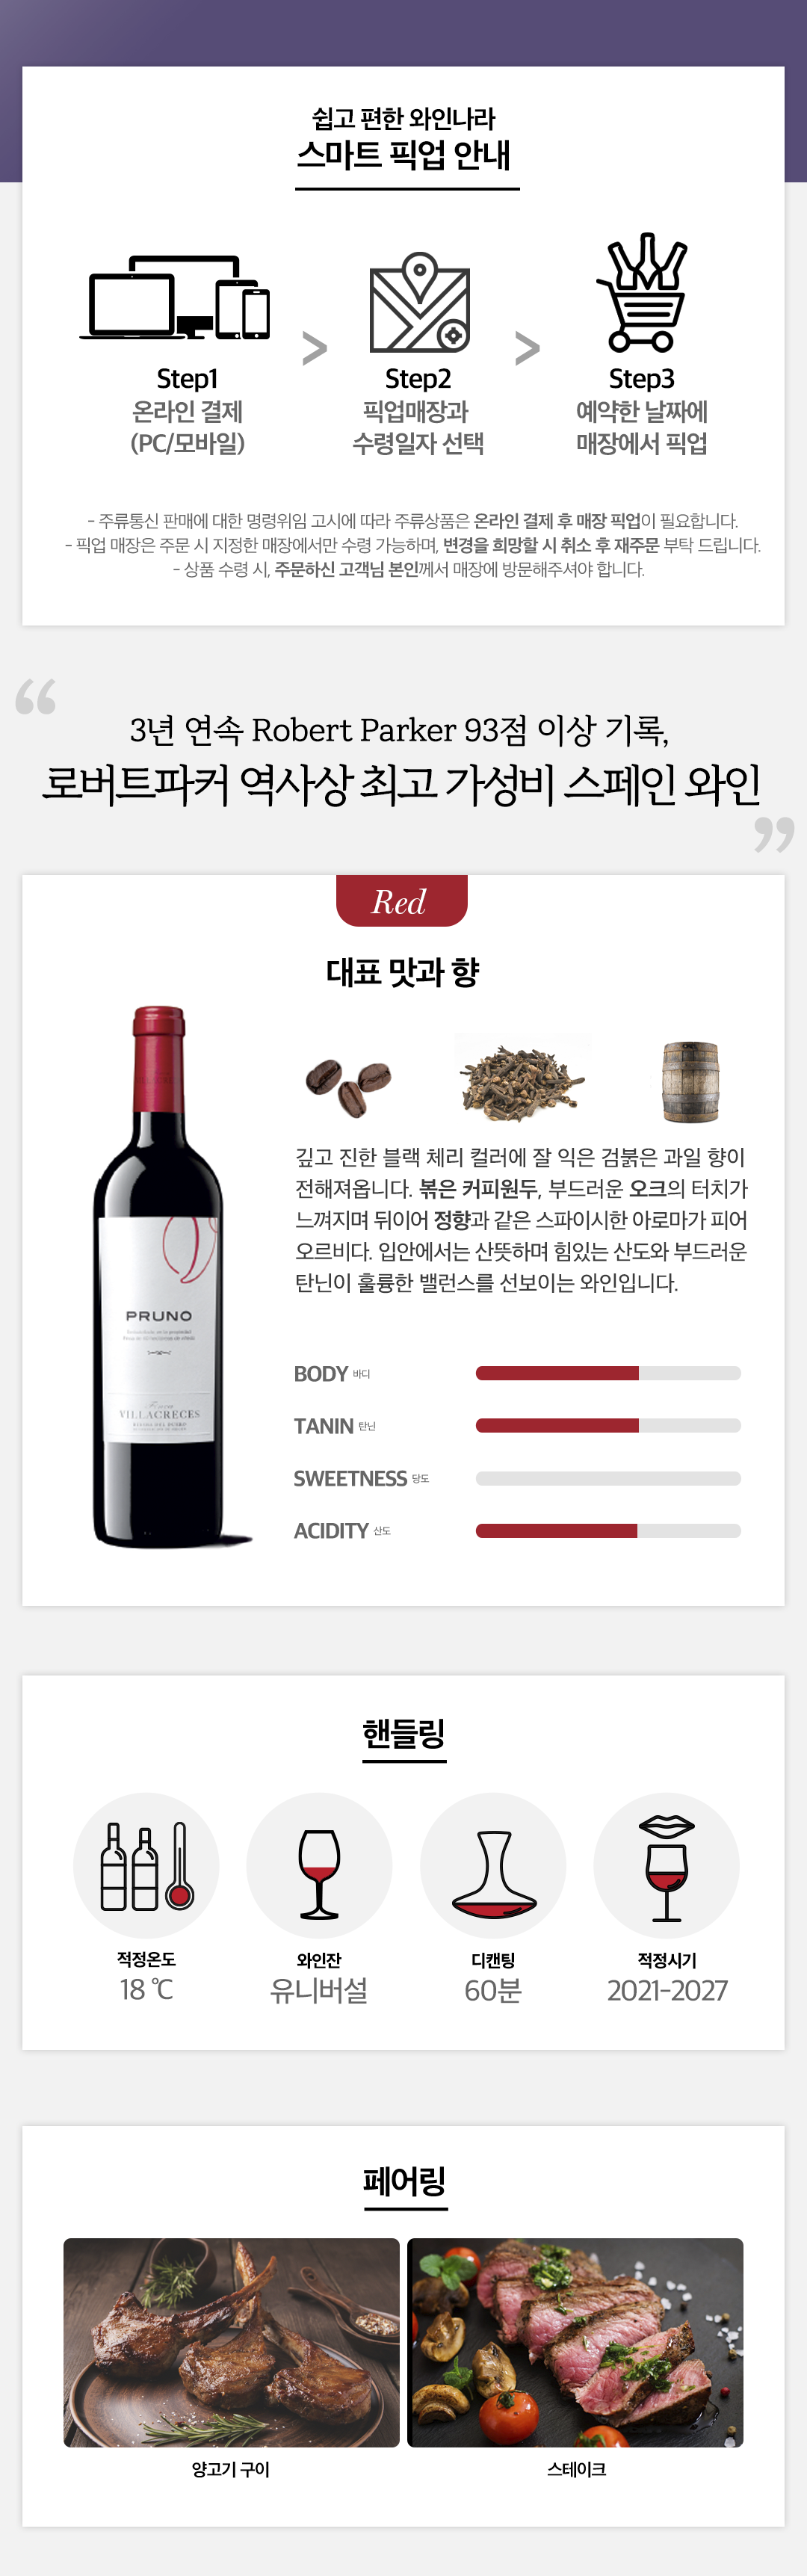 쉽고 편한 와인나라
스마트 픽업 안내
Step1
온라인 결제
(PC/모바일)
>
Step2
픽업매장과
수령일자 선택
>
Step3
예약한 날짜에
매장에서 픽업
- 주류통신 판매에 대한 명령위임 고시에 따라 주류상품은 온라인 결제 후 매장 픽업이 필요합니다.
- 픽업 매장은 주문 시 지정한 매장에서만 수령 가능하며, 변경을 희망할 시 취소 후 재주문 부탁 드립니다.
- 상품 수령 시, 주문하신 고객님 본인께서 매장에 방문해주셔야 합니다.
“
3년 연속 Robert Parker 93점 이상 기록,
로버트파커 역사상 최고 가성비 스페인 와인
”
Red
대표 맛과 향
깊고 진한 블랙 체리 컬러에 잘 익은 검붉은 과일 향이
전해져옵니다. 볶은 커피원두, 부드러운 오크의 터치가
느껴지며 뒤이어 정향과 같은 스파이시한 아로마가 피어
오르비다. 입안에서는 산뜻하며 힘있는 산도와 부드러운
탄닌이 훌륭한 밸런스를 선보이는 와인입니다.
PRUNO
Finca
VILLACRECES
RIBERA DEL DUERO
BODY 바디
TANIN 탄닌
SWEETNESS 당도
ACIDITY 산도
핸들링
적정온도
18 ℃
와인잔
유니버설
디캔팅
60분
적정시기
2021-2027
페어링
양고기 구이
스테이크